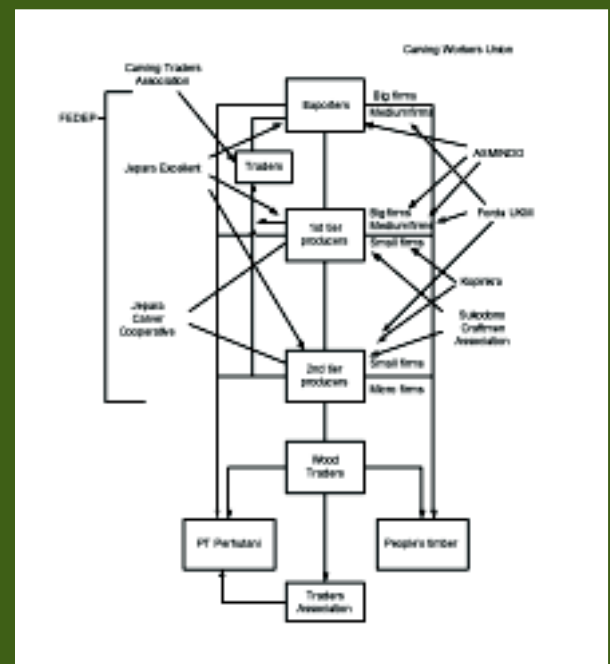 Carving Workers Union
Carving Traders
Association
Exporters
Big firms
Medium firms
FEDEP
Traders
Jepara Excellent
ASMINDO
Big firms
Medium firms
Forda UKM
1st tier
producers
Small firms
Kopinera
Jepara
Carver
Cooperative
Sukodono
Craftman
Association
2nd tier
producers
Small firms
Micro firms
Wood
Traders
PT Perhutani
People's timber
Traders
Association